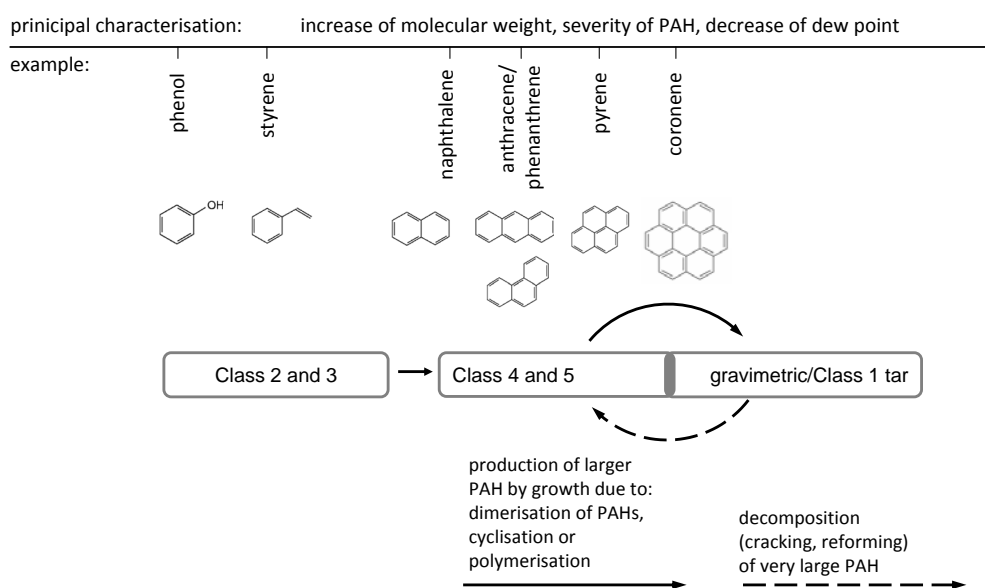 prinicipal characterisation: increase of molecular weight, severity of PAH, decrease of dew point
example:
phenol
styrene
naphthalene
anthracene/
phenanthrene
pyrene
coronene
OH
Class 2 and 3
Class 4 and 5
gravimetric/Class 1 tar
production of larger
PAH by growth due to:
dimerisation of PAHs,
cyclisation or
polymerisation
decomposition
(cracking, reforming)
of very large PAH